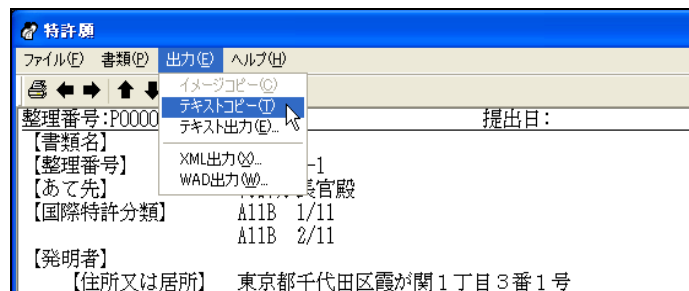 特許願
ファイル(F) 書類(P) 出力(E) ヘルプ(H)
イメージコピー(C)
テキストコピー(T)
テキスト出力(E)...
XML出力(X)...
WAD出力(W)...
整理番号:P0000 提出日:
【書類名】
【整理番号】 -1
【あて先】 長官殿
【国際特許分類】 A11B 1/11
A11B 2/11
【発明者】
【住所又は居所】 東京都千代田区霞が関1丁目3番1号